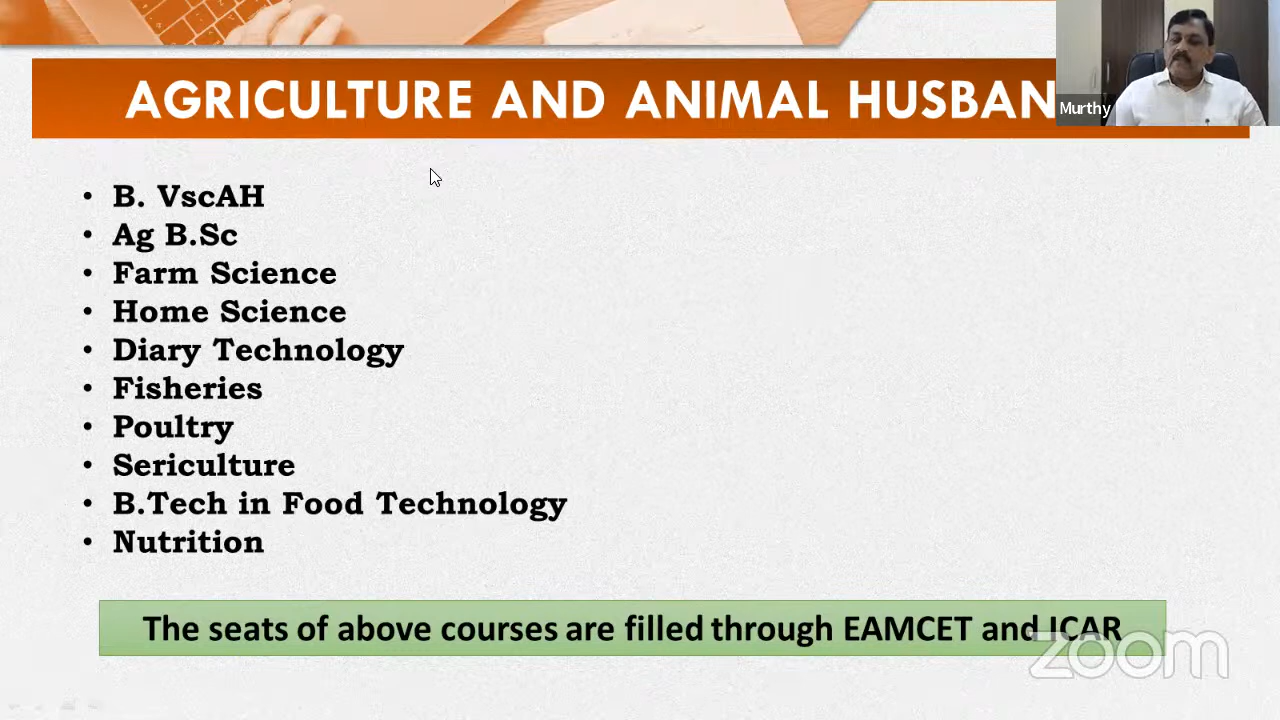 AGRICULTURE AND ANIMAL HUSBAN
Murthy
• B. VscAH
• Ag B.Sc
• Farm Science
• Home Science
• Diary Technology
• Fisheries
• Poultry
• Sericulture
• B.Tech in Food Technology
• Nutrition
The seats of above courses are filled through EAMCET and ICAR
zoom